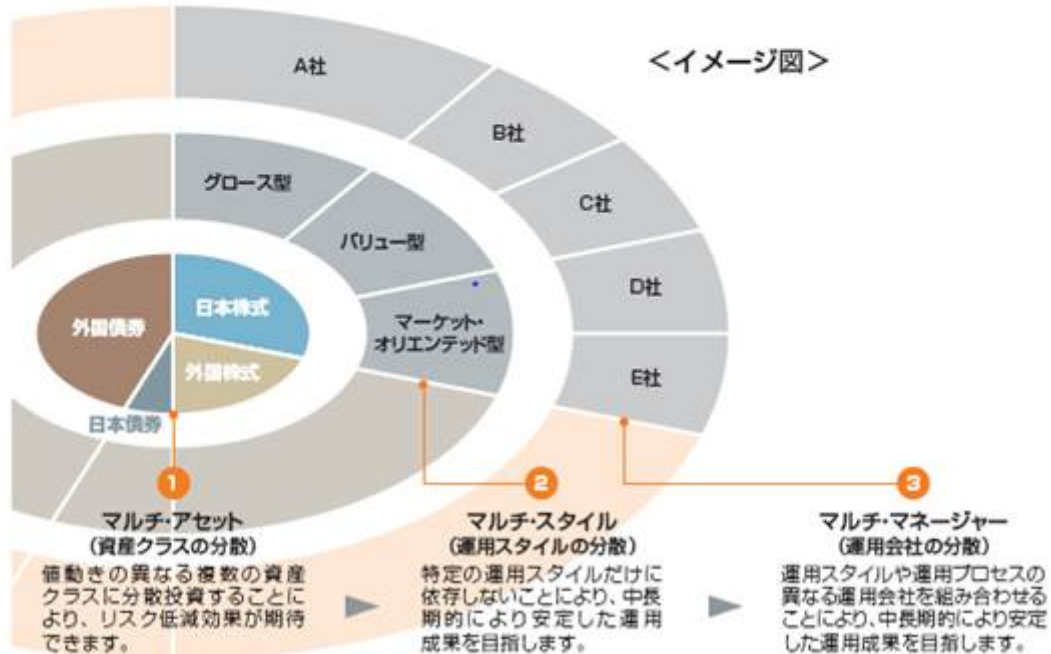 ＜イメージ図＞
A社
B社
C社
D社
E社
グロース型
バリュー型
マーケット・
オリエンテッド型
日本株式
外国債券
外国株式
日本債券
1
マルチ・アセット
（資産クラスの分散）
値動きの異なる複数の資産
クラスに分散投資することに
より、リスク低減効果が期待
できます。
2
マルチ・スタイル
（運用スタイルの分散）
特定の運用スタイルだけに
依存しないことにより、中長
期的により安定した運用
成果を目指します。
3
マルチ・マネージャー
（運用会社の分散）
運用スタイルや運用プロセスの
異なる運用会社を組み合わせる
ことにより、中長期的により安定
した運用成果を目指します。